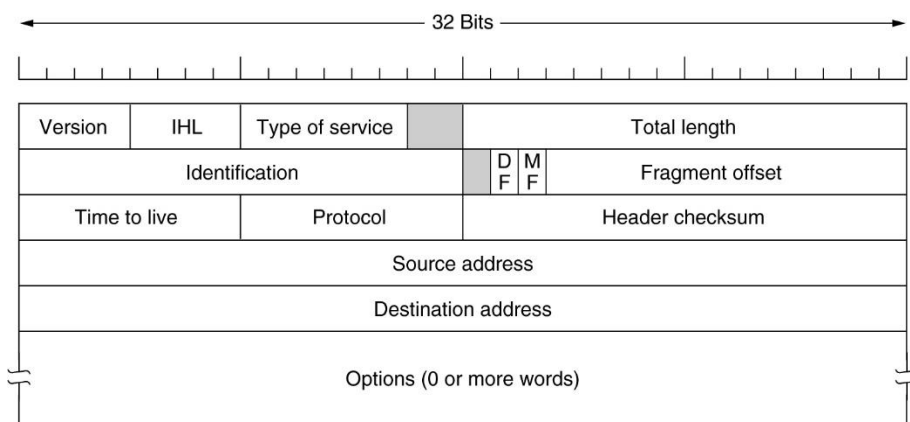 32 Bits
Version IHL Type of service Total length
Identification D F M F Fragment offset
Time to live Protocol Header checksum
Source address
Destination address
Options (0 or more words)